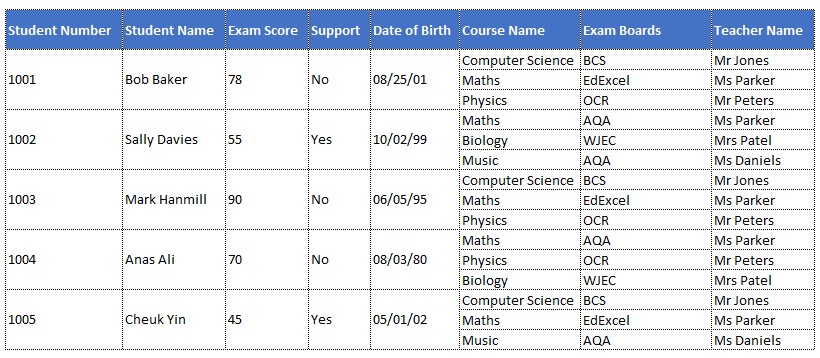 Student Number Student Name Exam Score Support Date of Birth Course Name Exam Boards Teacher Name
Computer Science BCS Mr Jones
1001 Bob Baker 78 No 08/25/01 Maths EdExcel Ms Parker
Physics OCR Mr Peters
Maths AQA Ms Parker
1002 Sally Davies 55 Yes 10/02/99 Biology WJEC Mrs Patel
Music AQA Ms Daniels
Computer Science BCS Mr Jones
1003 Mark Hanmill 90 No 06/05/95 Maths EdExcel Ms Parker
Physics OCR Mr Peters
Maths AQA Ms Parker
1004 Anas Ali 70 No 08/03/80 Physics OCR Mr Peters
Biology WJEC Mrs Patel
Computer Science BCS Mr Jones
1005 Cheuk Yin 45 Yes 05/01/02 Maths EdExcel Ms Parker
Music AQA Ms Daniels